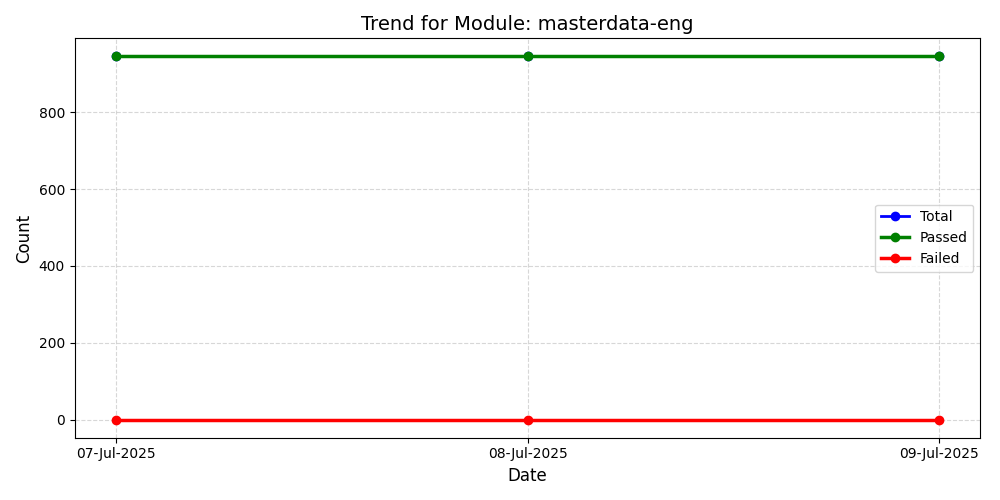 Trend for Module: masterdata-eng
Count
800
600
400
200
0
Total
Passed
Failed
07-Jul-2025
08-Jul-2025
09-Jul-2025
Date